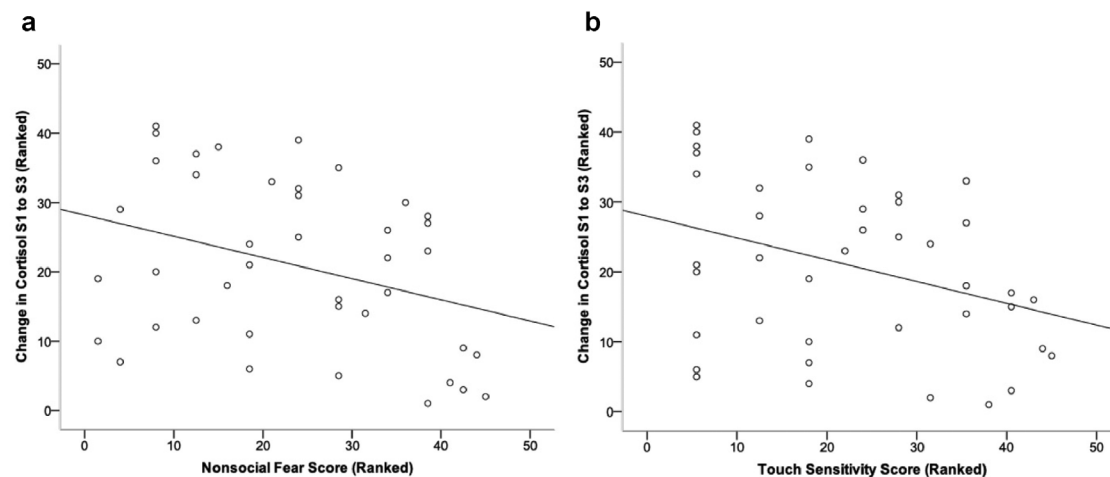 a
50
40
30
20
10
0
Change in Cortisol S1 to S3 (Ranked)
0 10 20 30 40 50
Nonsocial Fear Score (Ranked)
b
50
40
30
20
10
0
Change in Cortisol S1 to S3 (Ranked)
0 10 20 30 40 50
Touch Sensitivity Score (Ranked)